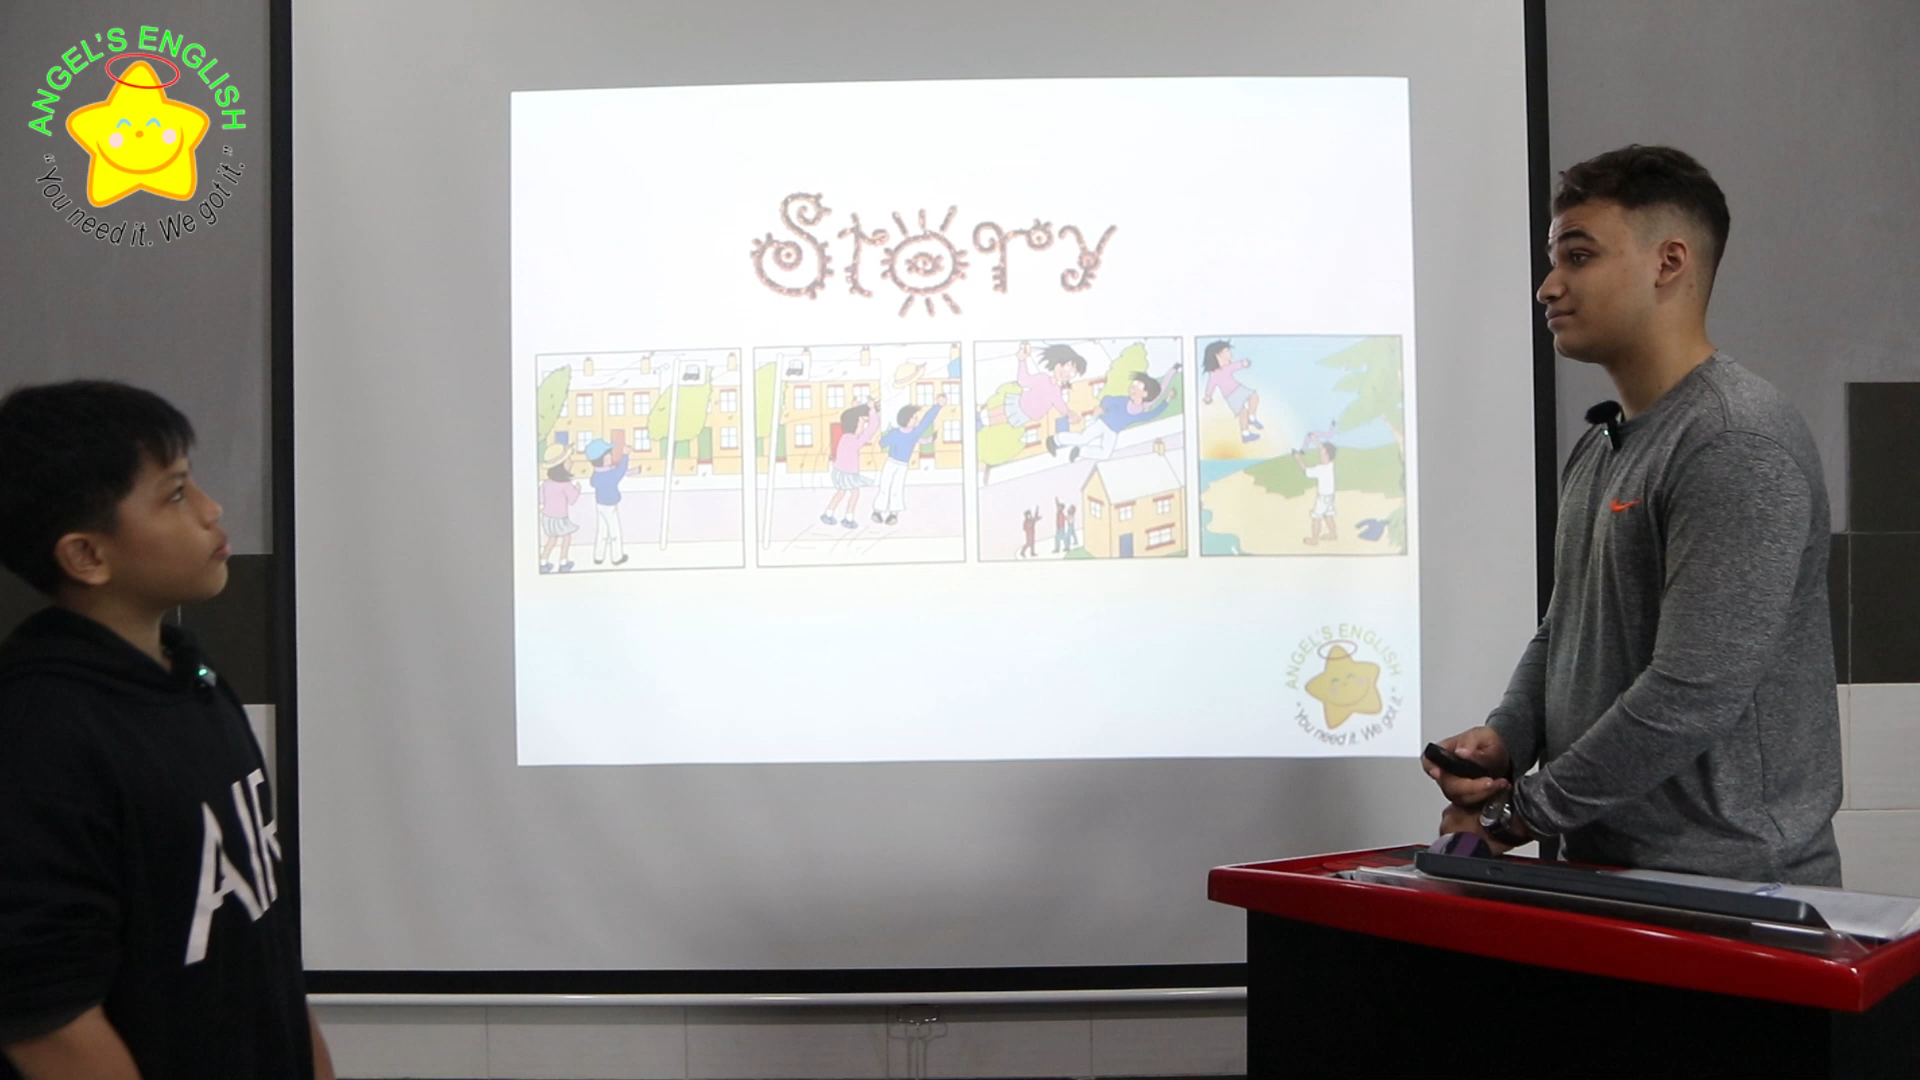 ANGEL'S ENGLISH
"You need it. We got it."
Story
ANGEL'S ENGLISH
"You need it. We got it."
AIR